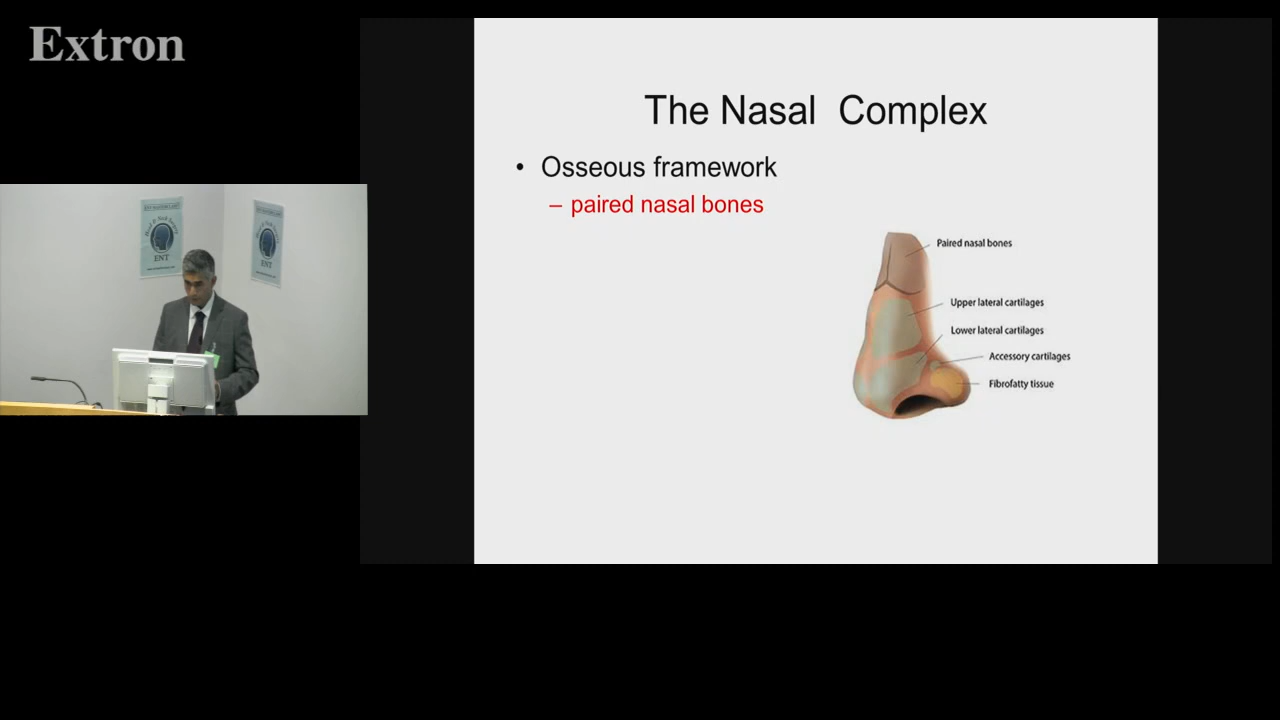 Extron
The Nasal Complex
• Osseous framework
– paired nasal bones
Paired nasal bones
Upper lateral cartilages
Lower lateral cartilages
Accessory cartilages
Fibrofatty tissue
ENT
ENT